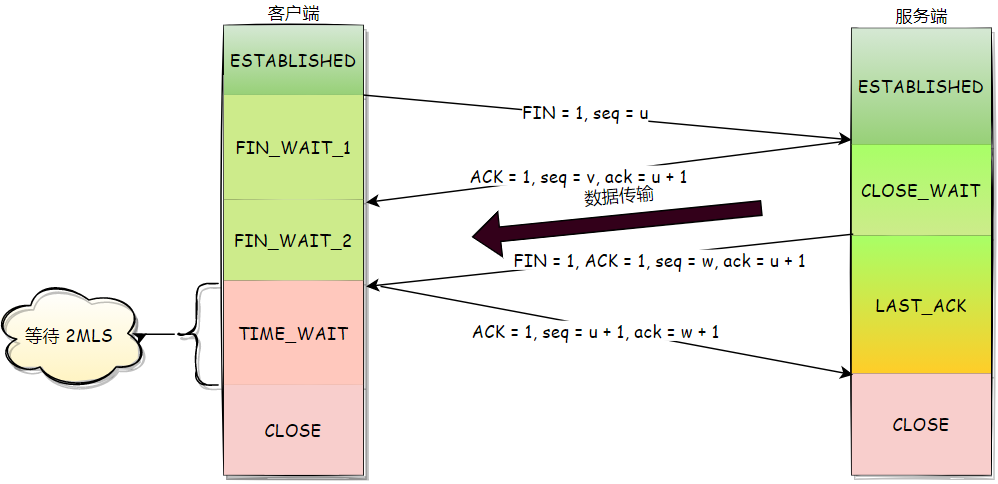 客户端
服务端
ESTABLISHED
ESTABLISHED
FIN = 1, seq = u
FIN_WAIT_1
ACK = 1, seq = v, ack = u + 1
CLOSE_WAIT
数据传输
FIN_WAIT_2
FIN = 1, ACK = 1, seq = w, ack = u + 1
LAST_ACK
等待 2MLS
TIME_WAIT
ACK = 1, seq = u + 1, ack = w + 1
CLOSE
CLOSE